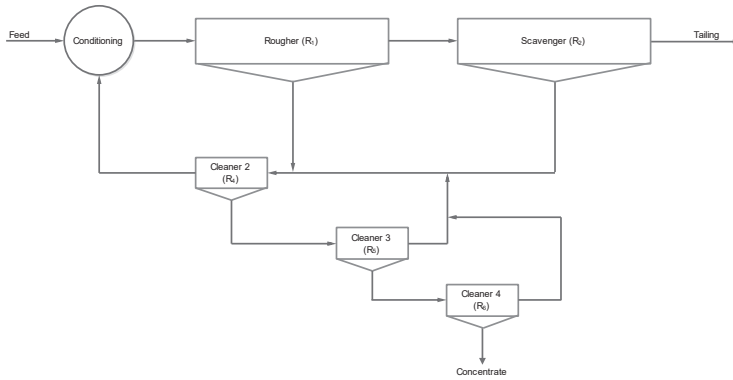 Feed
Conditioning
Rougher (R₁)
Scavenger (R₂)
Tailing
Cleaner 2
(R₄)
Cleaner 3
(R₅)
Cleaner 4
(R₆)
Concentrate